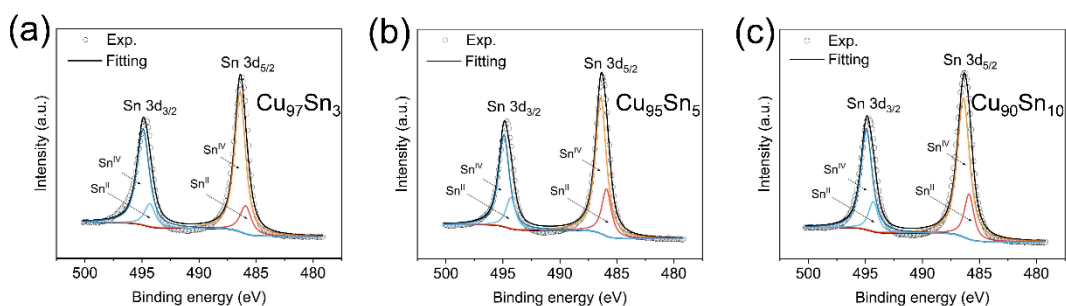 (a)
Exp.
Fitting
Sn 3d5/2
Sn 3d3/2
Cu97Sn3
SnIV
SnIV
SnII
SnII
Intensity (a.u.)
500 495 490 485 480
Binding energy (eV)
(b)
Exp.
Fitting
Sn 3d5/2
Sn 3d3/2
Cu95Sn5
SnIV
SnIV
SnII
SnII
Intensity (a.u.)
500 495 490 485 480
Binding energy (eV)
(c)
Exp.
Fitting
Sn 3d5/2
Sn 3d3/2
Cu90Sn10
SnIV
SnIV
SnII
SnII
Intensity (a.u.)
500 495 490 485 480
Binding energy (eV)